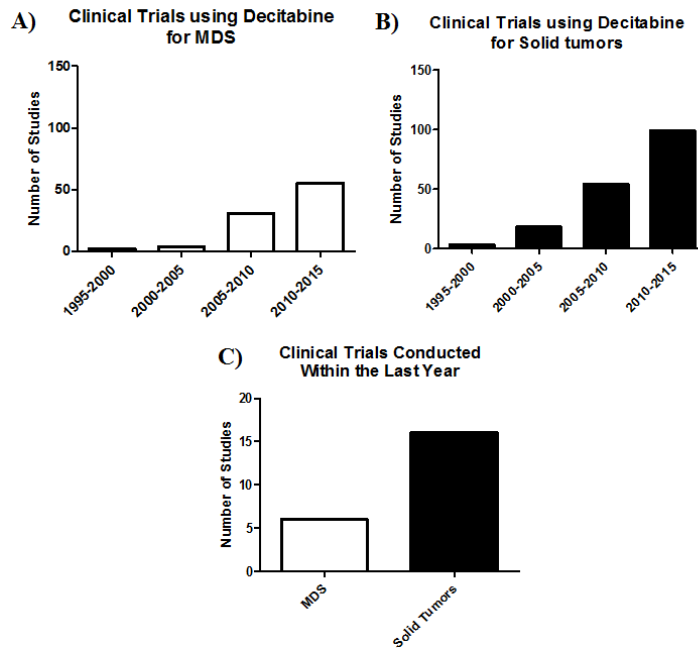 A)
Clinical Trials using Decitabine
for MDS
Number of Studies
150
100
50
0
1995-2000
2000-2005
2005-2010
2010-2015
B)
Clinical Trials using Decitabine
for Solid tumors
Number of Studies
150
100
50
0
1995-2000
2000-2005
2005-2010
2010-2015
C)
Clinical Trials Conducted
Within the Last Year
Number of Studies
20
15
10
5
0
MDS
Solid Tumors